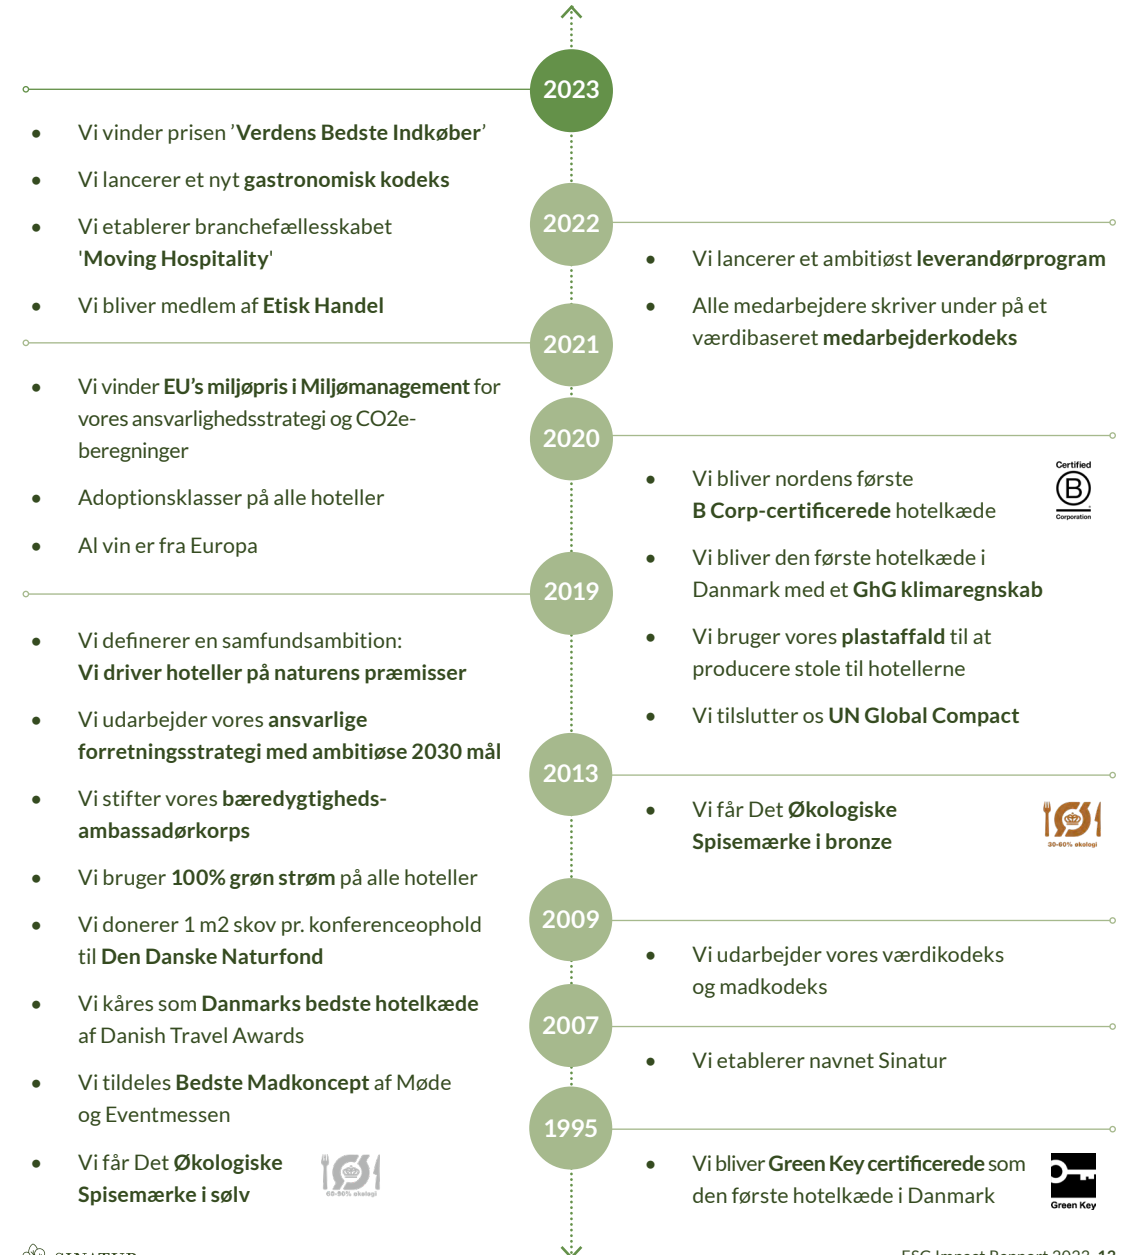 2023
• Vi vinder prisen ’Verdens Bedste Indkøber’
• Vi lancerer et nyt gastronomisk kodeks
• Vi etablerer branchefællesskabet
'Moving Hospitality'
• Vi bliver medlem af Etisk Handel
2022
• Vi lancerer et ambitiøst leverandørprogram
• Alle medarbejdere skriver under på et
værdibaseret medarbejderkodeks
2021
• Vi vinder EU’s miljøpris i Miljømanagement for
vores ansvarlighedsstrategi og CO2e-
beregninger
• Adoptionsklasser på alle hoteller
• Al vin er fra Europa
2020
• Vi bliver nordens første
B Corp-certificerede hotelkæde
Certified
B
Corporation
• Vi bliver den første hotelkæde i
Danmark med et GhG klimaregnskab
• Vi bruger vores plastaffald til at
producere stole til hotellerne
• Vi tilslutter os UN Global Compact
2019
• Vi definerer en samfundsambition:
Vi driver hoteller på naturens præmisser
• Vi udarbejder vores ansvarlige
forretningsstrategi med ambitiøse 2030 mål
• Vi stifter vores bæredygtigheds-
ambassadørkorps
• Vi bruger 100% grøn strøm på alle hoteller
• Vi donerer 1 m2 skov pr. konferenceophold
til Den Danske Naturfond
• Vi kåres som Danmarks bedste hotelkæde
af Danish Travel Awards
• Vi tildeles Bedste Madkoncept af Møde
og Eventmessen
• Vi får Det Økologiske
Spisemærke i sølv
60-90% økologi
2013
• Vi får Det Økologiske
Spisemærke i bronze
30-60% økologi
2009
• Vi udarbejder vores værdikodeks
og madkodeks
2007
• Vi etablerer navnet Sinatur
1995
• Vi bliver Green Key certificerede som
den første hotelkæde i Danmark
Green Key
SINATUR
ESG Impact Rapport 2023 13